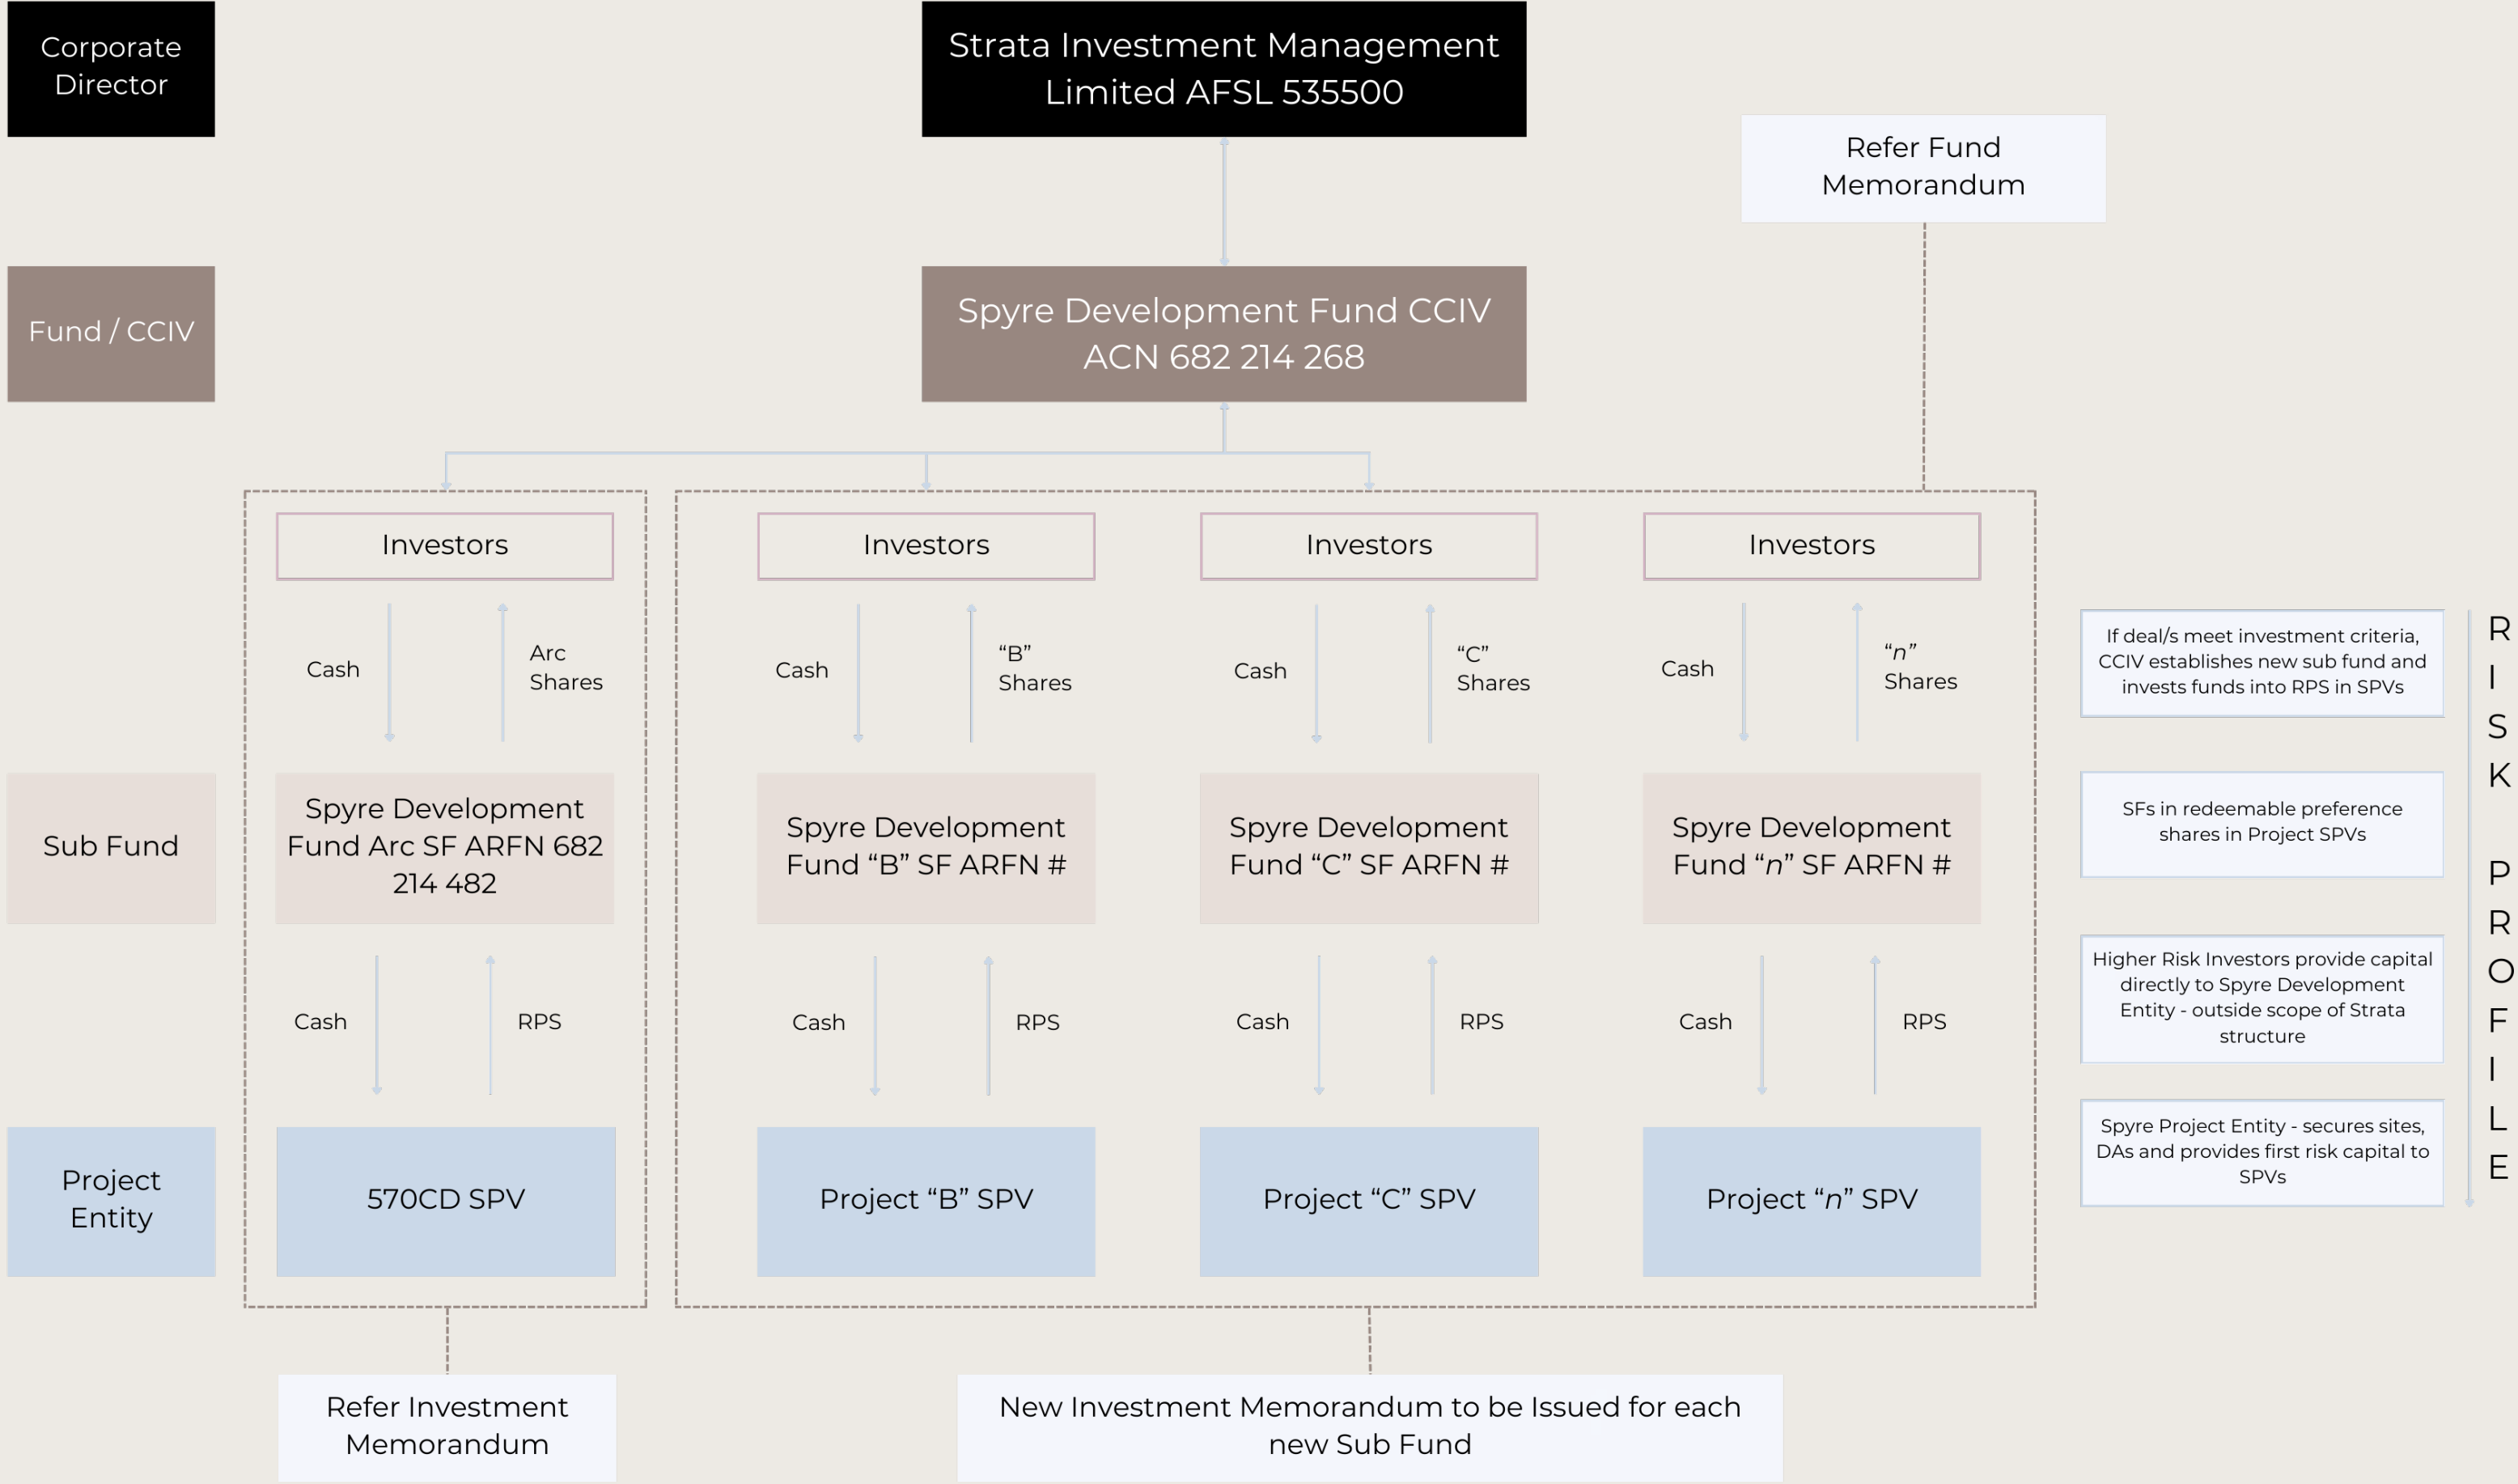 Corporate
Director
Strata Investment Management
Limited AFSL 535500
Refer Fund
Memorandum
Fund / CCIV
Spyre Development Fund CCIV
ACN 682 214 268
Investors
Investors
Investors
Investors
Cash
Arc
Shares
Cash
“B”
Shares
Cash
“C”
Shares
Cash
“n”
Shares
Sub Fund
Spyre Development
Fund Arc SF ARFN 682
214 482
Spyre Development
Fund “B” SF ARFN #
Spyre Development
Fund “C” SF ARFN #
Spyre Development
Fund “n” SF ARFN #
Cash
RPS
Cash
RPS
Cash
RPS
Cash
RPS
Project
Entity
570CD SPV
Project “B” SPV
Project “C” SPV
Project “n” SPV
Refer Investment
Memorandum
New Investment Memorandum to be Issued for each
new Sub Fund
If deal/s meet investment criteria,
CCIV establishes new sub fund and
invests funds into RPS in SPVs
SFs in redeemable preference
shares in Project SPVs
Higher Risk Investors provide capital
directly to Spyre Development
Entity - outside scope of Strata
structure
Spyre Project Entity - secures sites,
DAs and provides first risk capital to
SPVs
RISK PROFILE